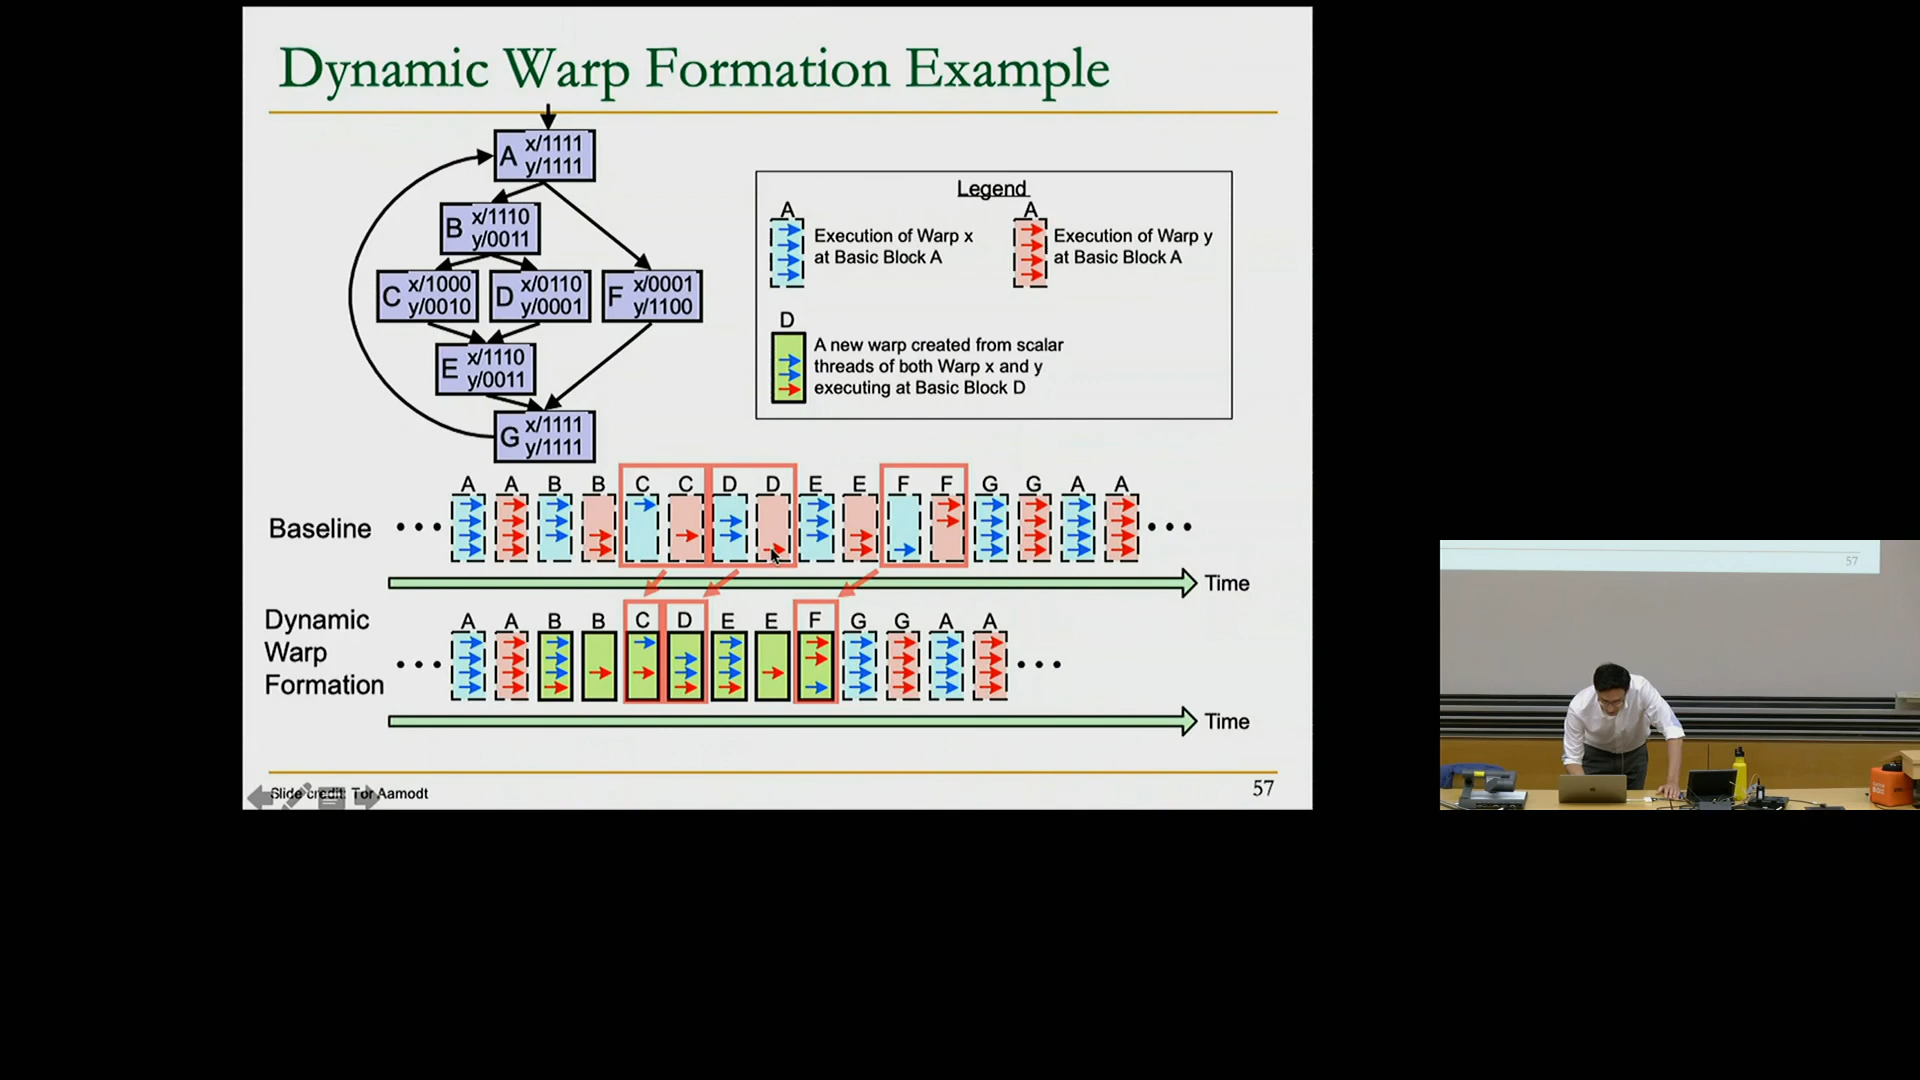 Dynamic Warp Formation Example
A x/1111
y/1111
B x/1110
y/0011
C x/1000
y/0010
D x/0110
y/0001
F x/0001
y/1100
E x/1110
y/0011
G x/1111
y/1111
Legend
A
Execution of Warp x
at Basic Block A
A
Execution of Warp y
at Basic Block A
D
A new warp created from scalar
threads of both Warp x and y
executing at Basic Block D
A A B B C C D D E E F F G G A A
Baseline
Time
A A B B C D E E F G G A A
Dynamic
Warp
Formation
Time
Slide credit: Tor Aamodt
57
57